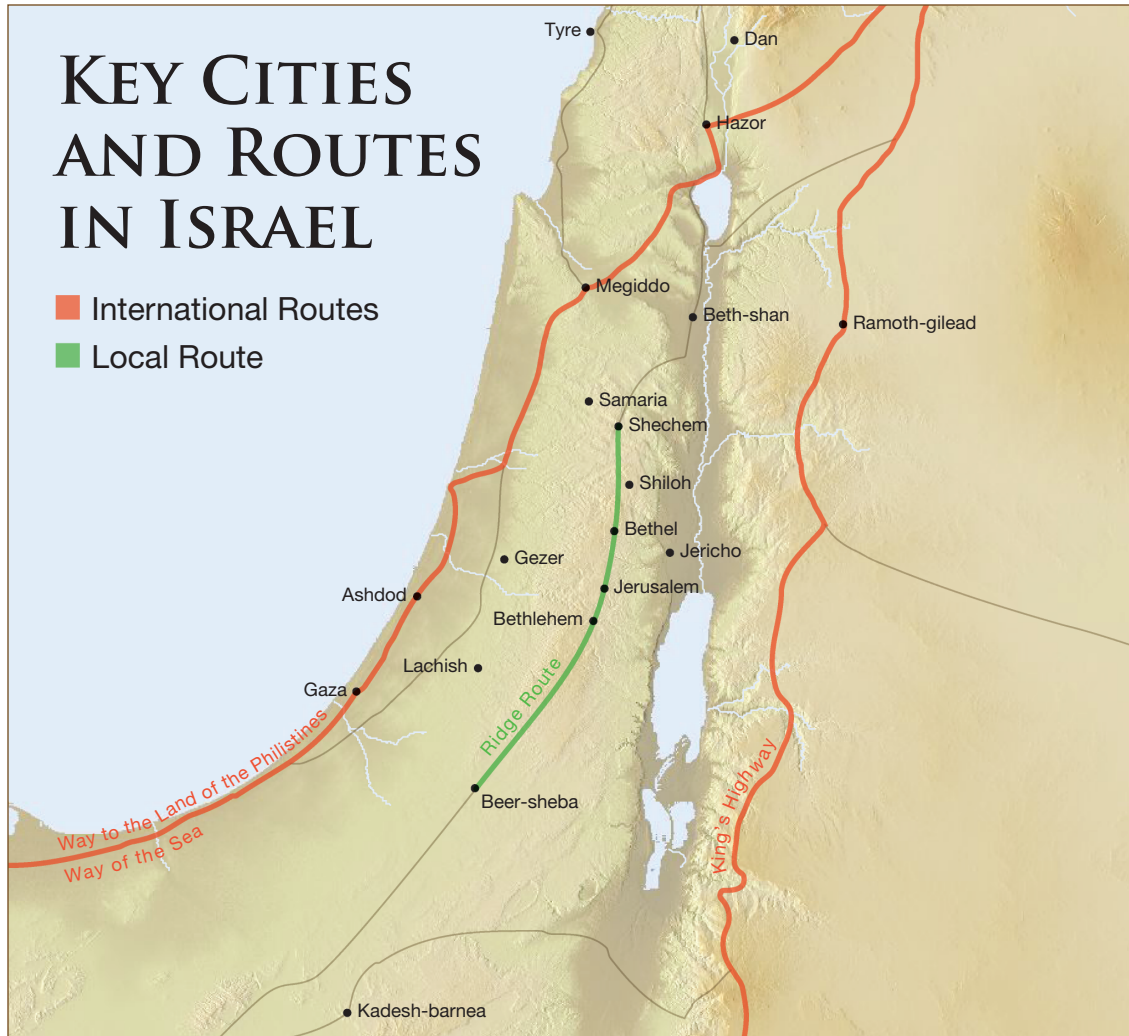 KEY CITIES
AND ROUTES
IN ISRAEL
International Routes
Local Route
Tyre
Dan
Hazor
Megiddo
Beth-shan
Ramoth-gilead
Samaria
Shechem
Shiloh
Bethel
Gezer
Jericho
Jerusalem
Ashdod
Bethlehem
Lachish
Gaza
Ridge Route
Way to the Land of the Philistines
Way of the Sea
King's Highway
Beer-sheba
Kadesh-barnea